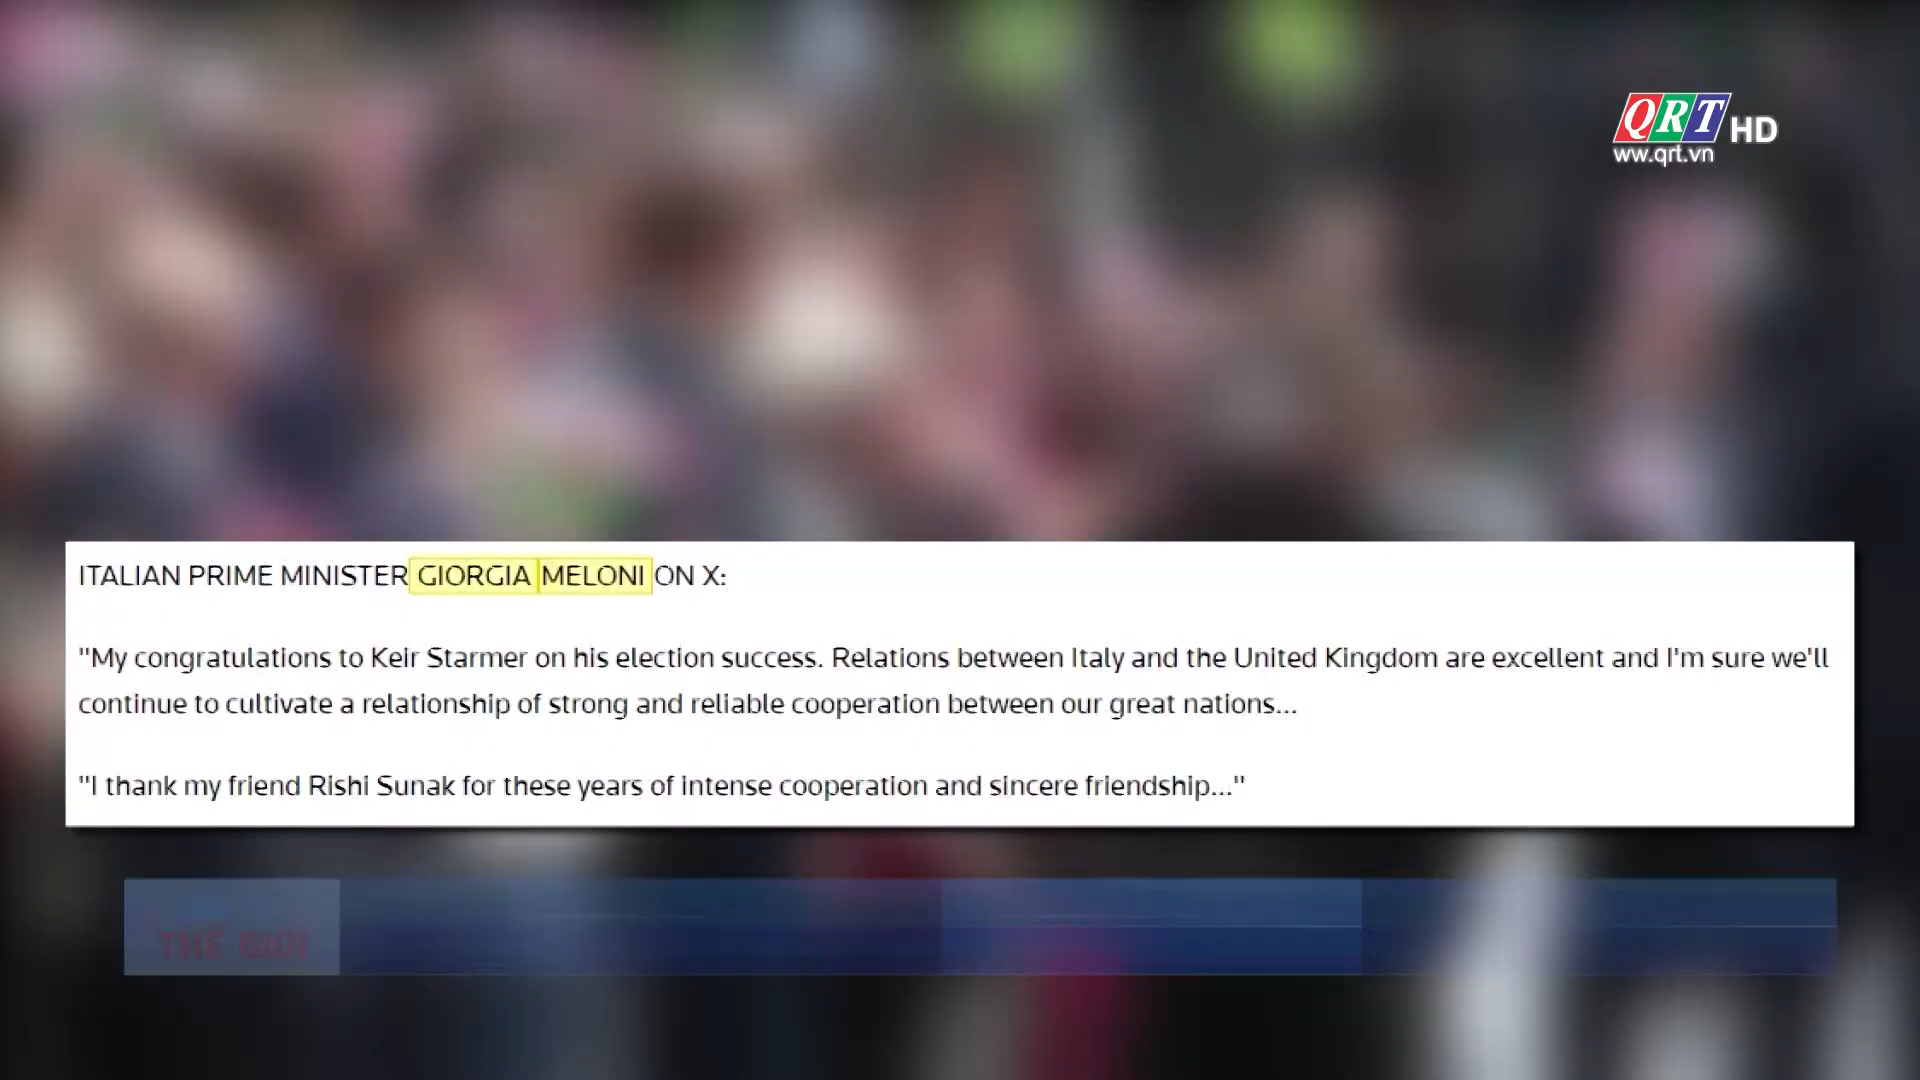 QRT HD
ww.qrt.vn
ITALIAN PRIME MINISTER GIORGIA MELONI ON X:
"My congratulations to Keir Starmer on his election success. Relations between Italy and the United Kingdom are excellent and I'm sure we'll
continue to cultivate a relationship of strong and reliable cooperation between our great nations...
"I thank my friend Rishi Sunak for these years of intense cooperation and sincere friendship..."
THẾ GIỚI